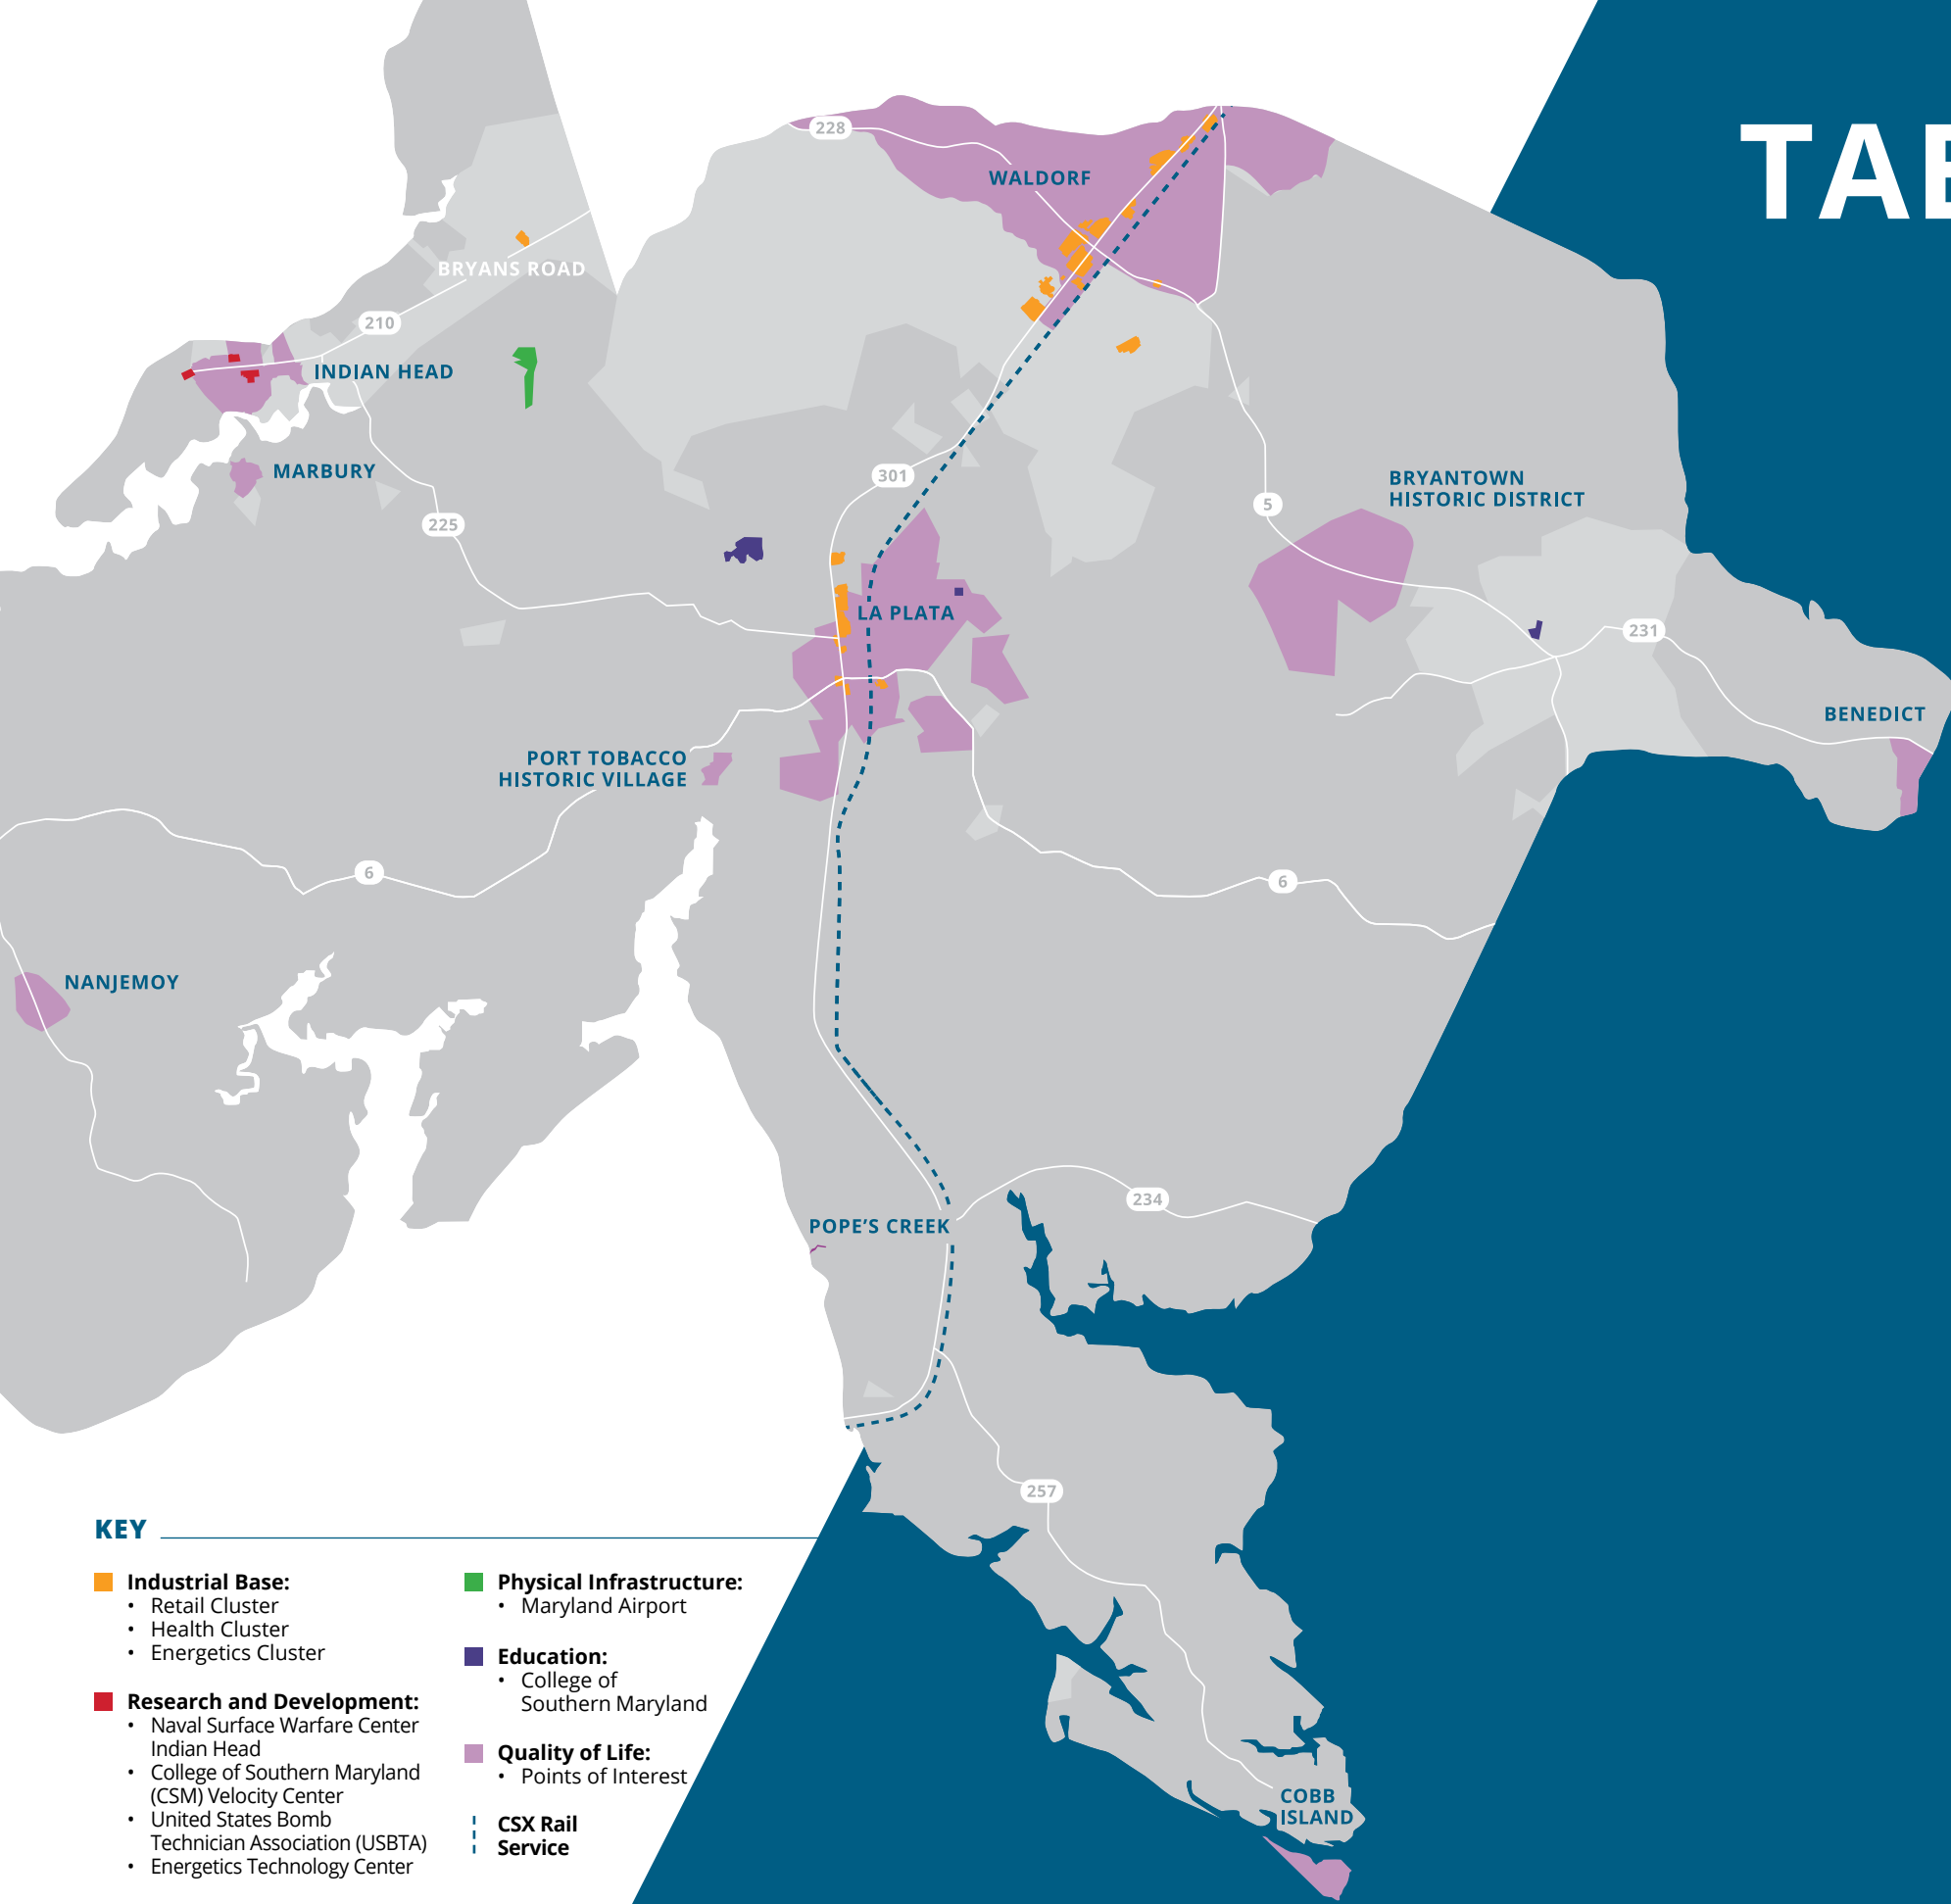 TAB
228
WALDORF
BRYANS ROAD
210
INDIAN HEAD
MARBURY
301
BRYANTOWN
HISTORIC DISTRICT
5
225
LA PLATA
231
BENEDICT
PORT TOBACCO
HISTORIC VILLAGE
6
6
NANJEMOY
234
POPE’S CREEK
257
COBB
ISLAND
KEY
Industrial Base:
• Retail Cluster
• Health Cluster
• Energetics Cluster
Research and Development:
• Naval Surface Warfare Center
Indian Head
• College of Southern Maryland
(CSM) Velocity Center
• United States Bomb
Technician Association (USBTA)
• Energetics Technology Center
Physical Infrastructure:
• Maryland Airport
Education:
• College of
Southern Maryland
Quality of Life:
• Points of Interest
CSX Rail
Service